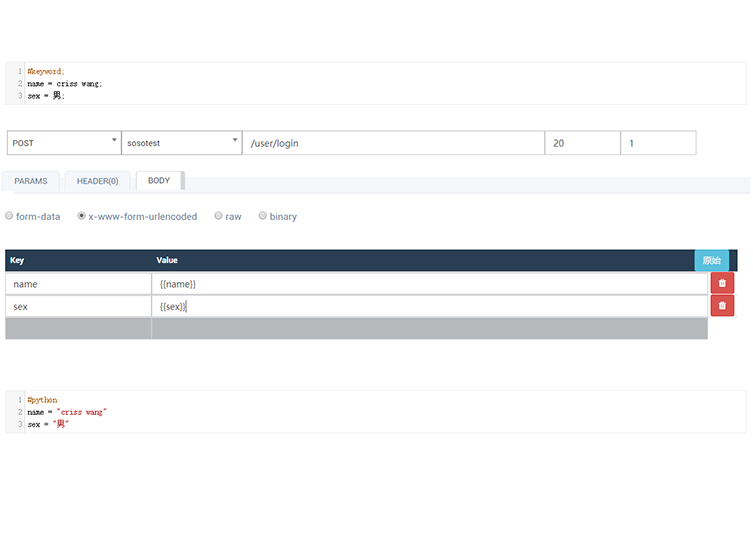 1 #keyword;
2 name = criss wang;
3 sex = 男;
POST sosotest /user/login 20 1
PARAMS HEADER(0) BODY
form-data x-www-form-urlencoded raw binary
Key Value 原始
name {{name}}
sex {{sex}}
1 #python
2 name = "criss wang"
3 sex = "男"